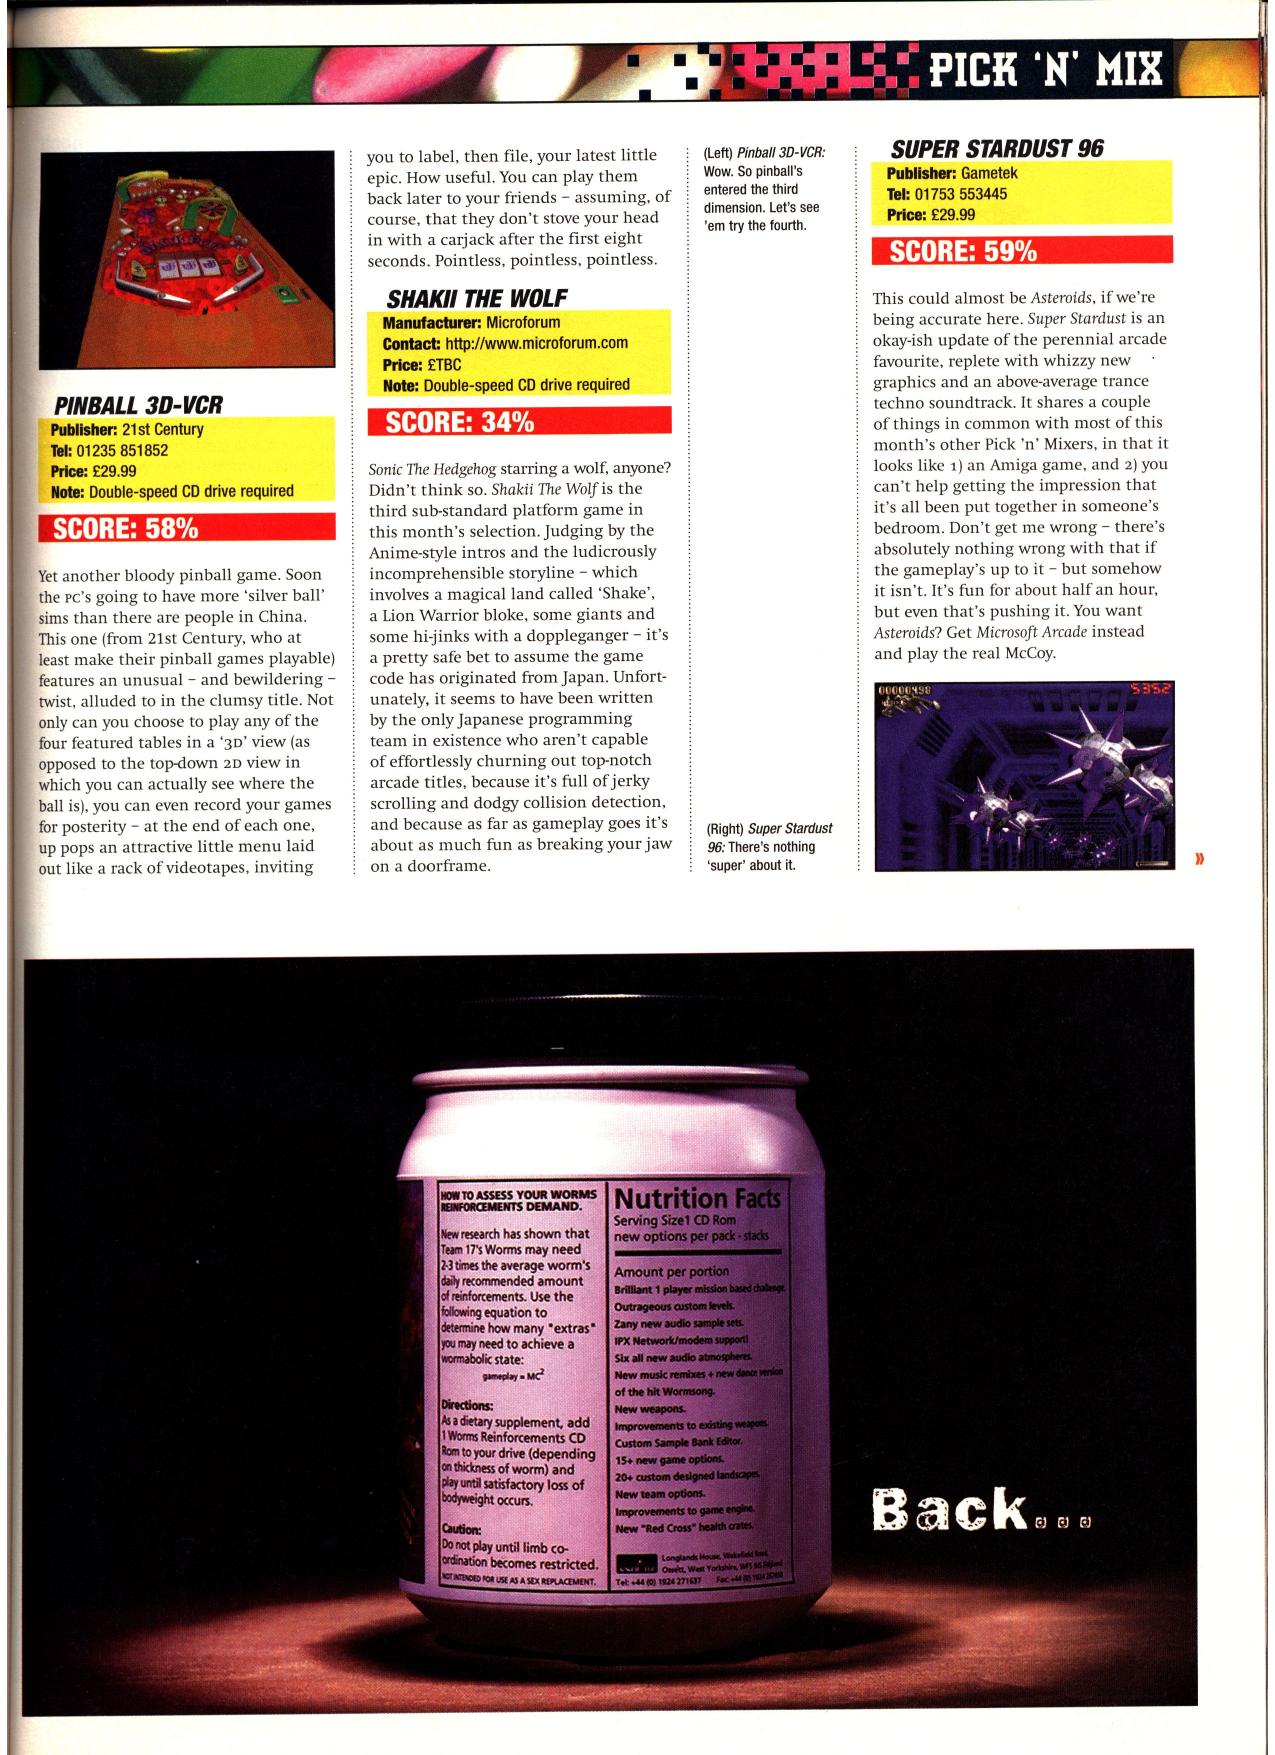 PICK 'N' MIX
PINBALL 3D-VCR
Publisher: 21st Century
Tel: 01235 851852
Price: £29.99
Note: Double-speed CD drive required
SCORE: 58%
Yet another bloody pinball game. Soon
the PC's going to have more 'silver ball'
sims than there are people in China.
This one (from 21st Century, who at
least make their pinball games playable)
features an unusual – and bewildering –
twist, alluded to in the clumsy title. Not
only can you choose to play any of the
four featured tables in a '3D' view (as
opposed to the top-down 2D view in
which you can actually see where the
ball is), you can even record your games
for posterity – at the end of each one,
up pops an attractive little menu laid
out like a rack of videotapes, inviting
you to label, then file, your latest little
epic. How useful. You can play them
back later to your friends – assuming, of
course, that they don't stove your head
in with a carjack after the first eight
seconds. Pointless, pointless, pointless.
SHAKII THE WOLF
Manufacturer: Microforum
Contact: http://www.microforum.com
Price: £TBC
Note: Double-speed CD drive required
SCORE: 34%
Sonic The Hedgehog starring a wolf, anyone?
Didn't think so. Shakii The Wolf is the
third sub-standard platform game in
this month's selection. Judging by the
Anime-style intros and the ludicrously
incomprehensible storyline – which
involves a magical land called 'Shake',
a Lion Warrior bloke, some giants and
some hi-jinks with a doppleganger – it's
a pretty safe bet to assume the game
code has originated from Japan. Unfort-
unately, it seems to have been written
by the only Japanese programming
team in existence who aren't capable
of effortlessly churning out top-notch
arcade titles, because it's full of jerky
scrolling and dodgy collision detection,
and because as far as gameplay goes it's
about as much fun as breaking your jaw
on a doorframe.
(Left) Pinball 3D-VCR:
Wow. So pinball's
entered the third
dimension. Let's see
'em try the fourth.
(Right) Super Stardust
96: There's nothing
'super' about it.
SUPER STARDUST 96
Publisher: Gametek
Tel: 01753 553445
Price: £29.99
SCORE: 59%
This could almost be Asteroids, if we're
being accurate here. Super Stardust is an
okay-ish update of the perennial arcade
favourite, replete with whizzy new
graphics and an above-average trance
techno soundtrack. It shares a couple
of things in common with most of this
month's other Pick 'n' Mixers, in that it
looks like 1) an Amiga game, and 2) you
can't help getting the impression that
it's all been put together in someone's
bedroom. Don't get me wrong – there's
absolutely nothing wrong with that if
the gameplay's up to it – but somehow
it isn't. It's fun for about half an hour,
but even that's pushing it. You want
Asteroids? Get Microsoft Arcade instead
and play the real McCoy.
00000498
5352
»
HOW TO ASSESS YOUR WORMS
REINFORCEMENTS DEMAND.
New research has shown that
Team 17's Worms may need
2-3 times the average worm's
daily recommended amount
of reinforcements. Use the
following equation to
determine how many "extras"
you may need to achieve a
wormabolic state:
gameplay = MC²
Directions:
As a dietary supplement, add
1 Worms Reinforcements CD
Rom to your drive (depending
on thickness of worm) and
play until satisfactory loss of
bodyweight occurs.
Caution:
Do not play until limb co-
ordination becomes restricted.
NOT INTENDED FOR USE AS A SEX REPLACEMENT.
Nutrition Facts
Serving Size1 CD Rom
new options per pack - stacks
Amount per portion
Brilliant 1 player mission based challenge.
Outrageous custom levels.
Zany new audio sample sets.
IPX Network/modem support!
Six all new audio atmospheres.
New music remixes + new dance version
of the hit Wormsong.
New weapons.
Improvements to existing weapons.
Custom Sample Bank Editor.
15+ new game options.
20+ custom designed landscapes.
New team options.
Improvements to game engine.
New "Red Cross" health crates.
Longlands House, Wakefield Road,
Ossett, West Yorkshire, WF5
Tel: +44 (0) 1924 271637 Fax: +44 (0) 1924
Back...